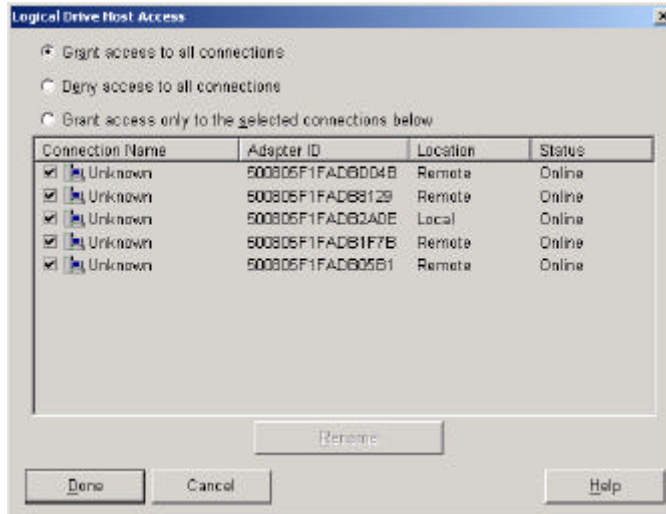 Logical Drive Host Access
Grant access to all connections
Deny access to all connections
Grant access only to the selected connections below
Connection Name Adapter ID Location Status
Unknown 500805F1FADBD04B Remote Online
Unknown 500805F1FADB8129 Remote Online
Unknown 500805F1FADB2A0E Local Online
Unknown 500805F1FADB1F7B Remote Online
Unknown 500805F1FADB05B1 Remote Online
Rename
Done Cancel Help